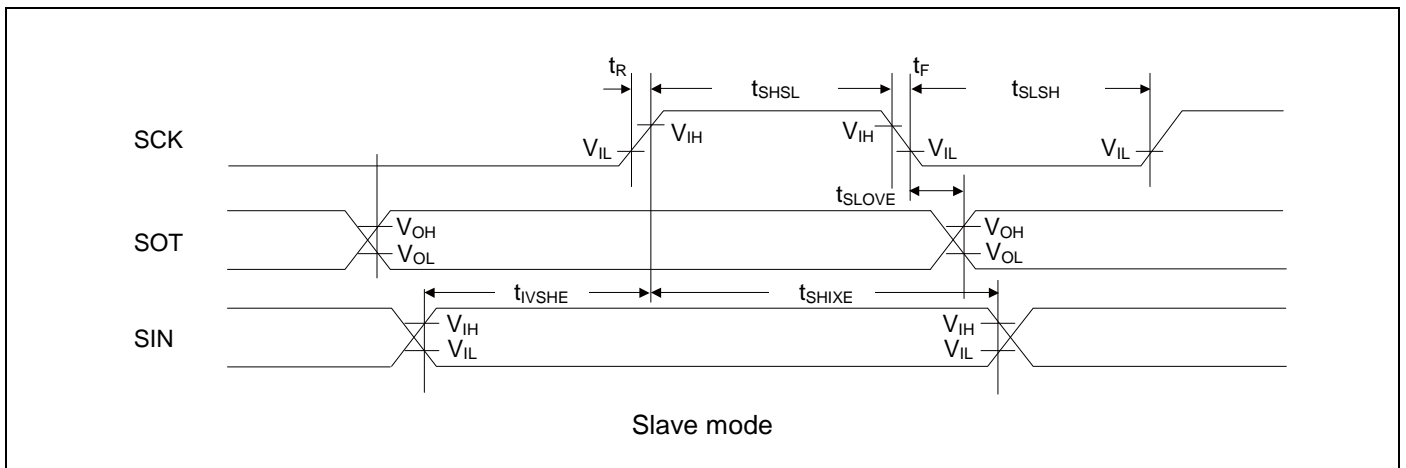 tR tSHSL tF tSLSH
SCK VIL VIH VIH VIL VIL
tSLOVE
SOT VOH VOL VOH VOL
tIVSHE tSHIXE
SIN VIH VIL VIH VIL
Slave mode